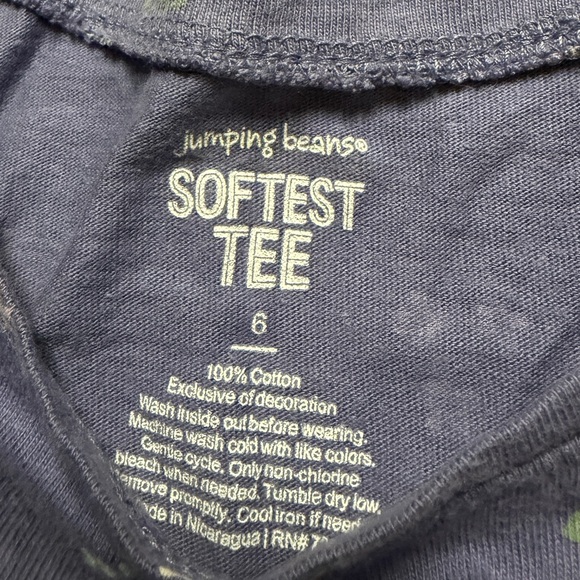 jumping beans®
SOFTEST
TEE
6
100% Cotton
Exclusive of decoration
Wash inside out before wearing.
Machine wash cold with like colors.
Gentle cycle. Only non-chlorine
bleach when needed. Tumble dry low.
emove promptly. Cool iron if need
de in Nicaragua | RN# 7